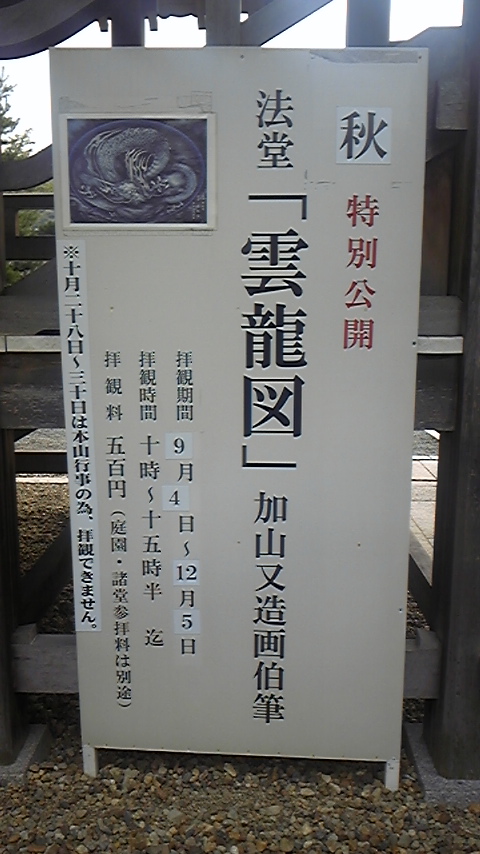 秋
特別公開
法堂「雲龍図」加山又造画伯筆
拝観期間 9月4日～12月5日
拝観時間 十時～十五時半 迄
拝観料 五百円（庭園・諸堂参拝料は別途）
※十月二十八日～三十日は本山行事の為、拝観できません。